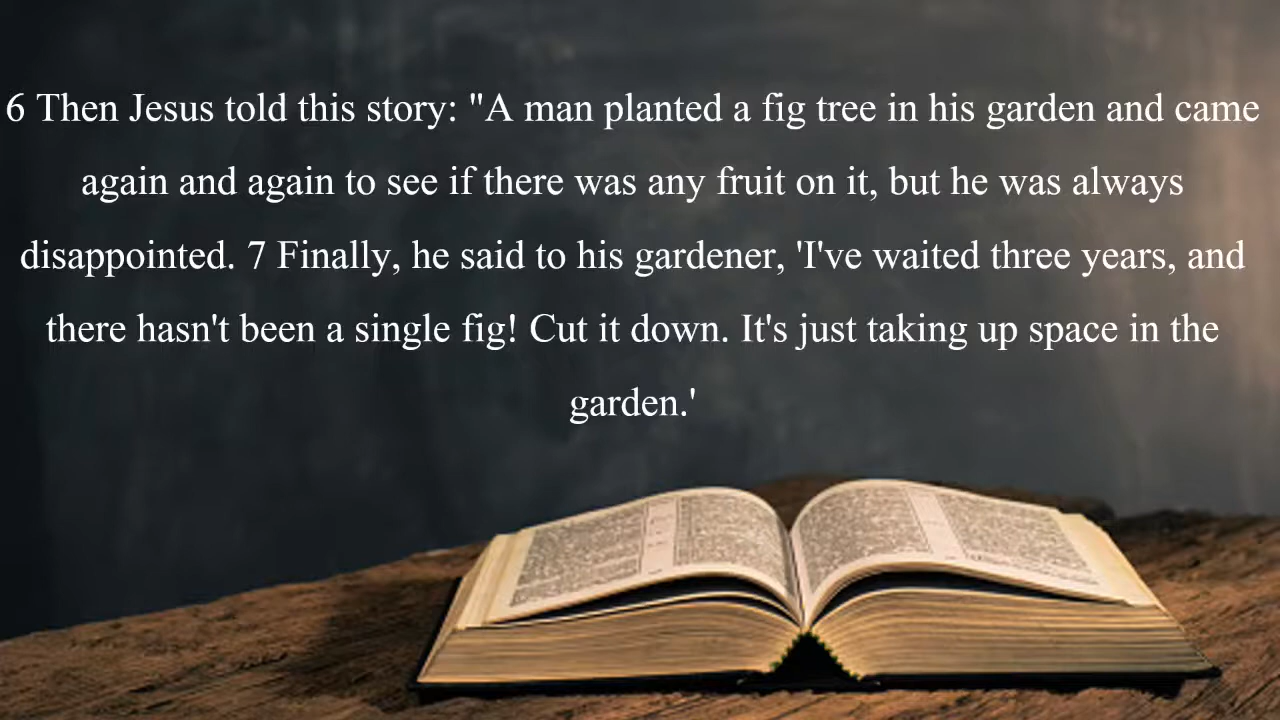 6 Then Jesus told this story: "A man planted a fig tree in his garden and came
again and again to see if there was any fruit on it, but he was always
disappointed. 7 Finally, he said to his gardener, 'I've waited three years, and
there hasn't been a single fig! Cut it down. It's just taking up space in the
garden.'